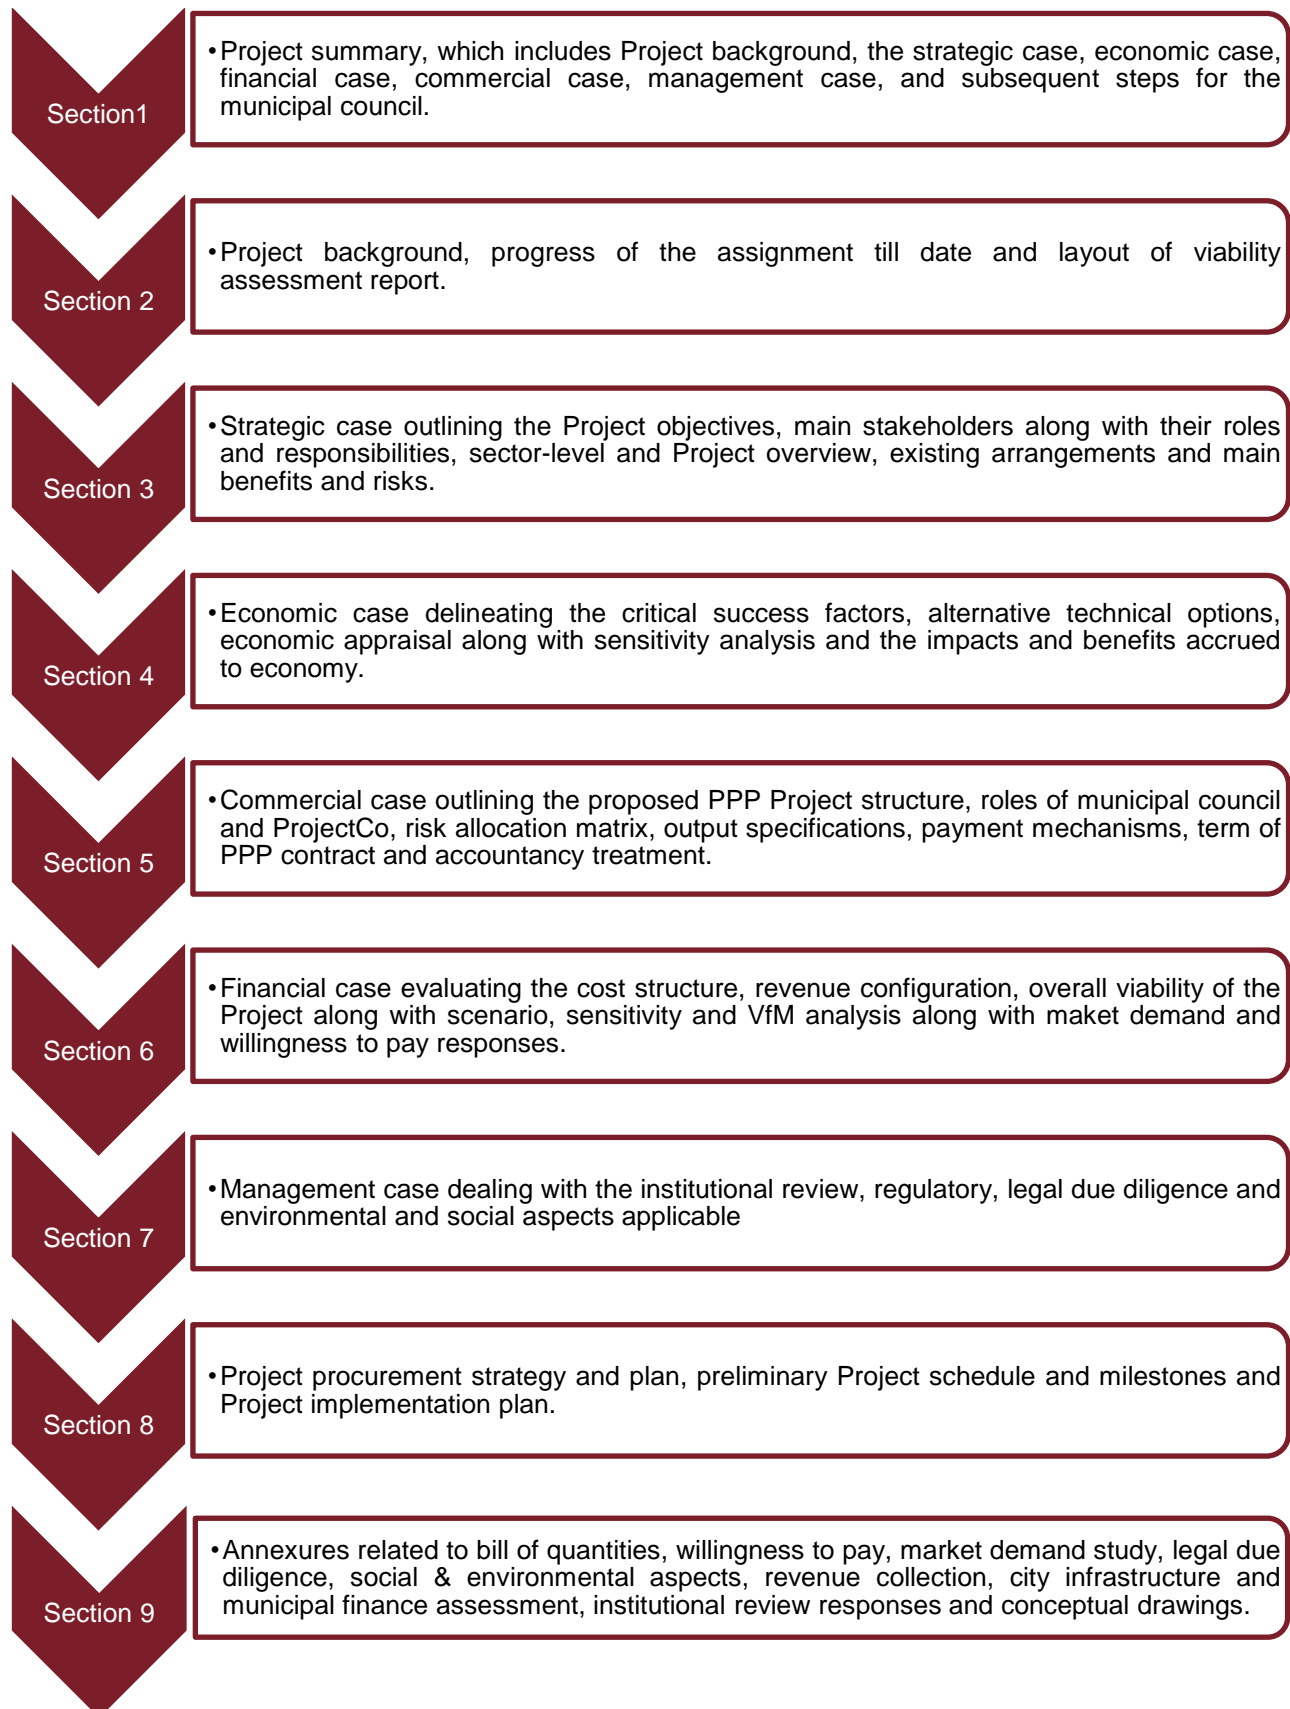 Section1
•Project summary, which includes Project background, the strategic case, economic case,
financial case, commercial case, management case, and subsequent steps for the
municipal council.
Section 2
•Project background, progress of the assignment till date and layout of viability
assessment report.
Section 3
•Strategic case outlining the Project objectives, main stakeholders along with their roles
and responsibilities, sector-level and Project overview, existing arrangements and main
benefits and risks.
Section 4
•Economic case delineating the critical success factors, alternative technical options,
economic appraisal along with sensitivity analysis and the impacts and benefits accrued
to economy.
Section 5
•Commercial case outlining the proposed PPP Project structure, roles of municipal council
and ProjectCo, risk allocation matrix, output specifications, payment mechanisms, term of
PPP contract and accountancy treatment.
Section 6
•Financial case evaluating the cost structure, revenue configuration, overall viability of the
Project along with scenario, sensitivity and VfM analysis along with maket demand and
willingness to pay responses.
Section 7
•Management case dealing with the institutional review, regulatory, legal due diligence and
environmental and social aspects applicable
Section 8
•Project procurement strategy and plan, preliminary Project schedule and milestones and
Project implementation plan.
Section 9
•Annexures related to bill of quantities, willingness to pay, market demand study, legal due
diligence, social & environmental aspects, revenue collection, city infrastructure and
municipal finance assessment, institutional review responses and conceptual drawings.